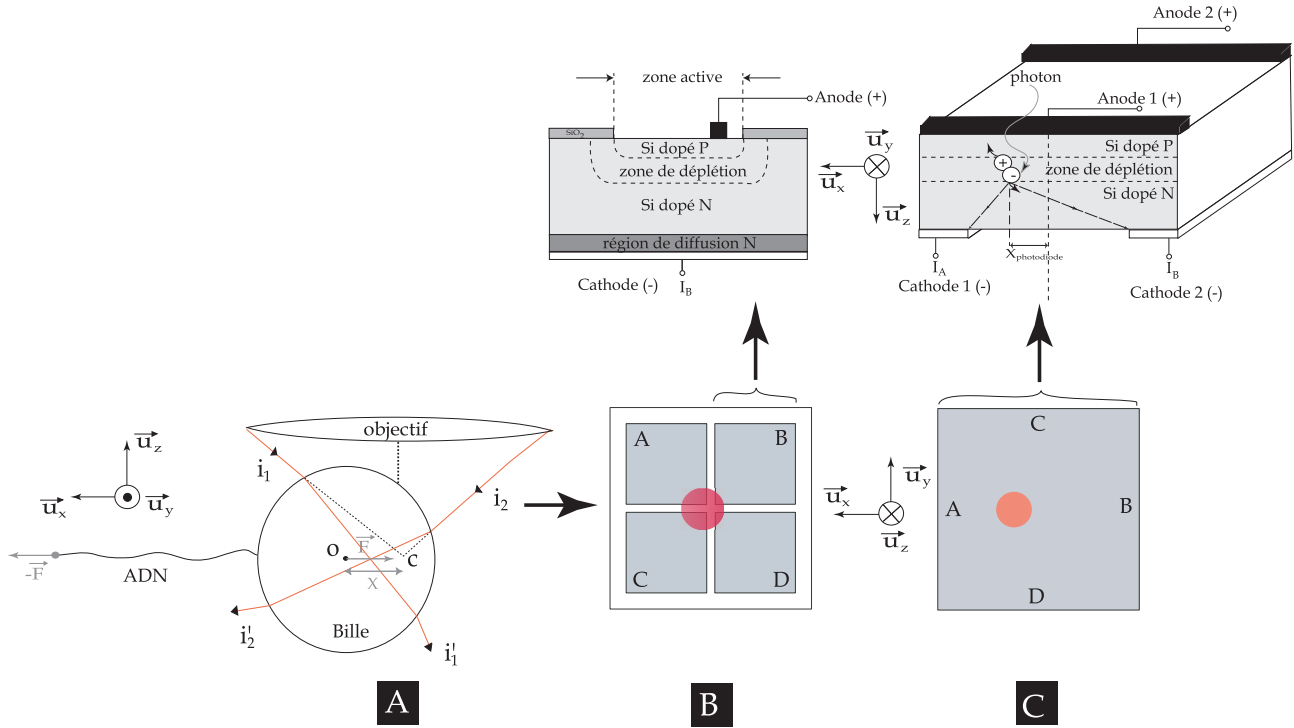 Anode 2 (+)
zone active
photon
Anode (+)
Anode 1 (+)
SiO2
Si dopé P
zone de déplétion
Si dopé N
région de diffusion N
Cathode (-)
I_B
u_y
u_x
u_z
Si dopé P
zone de déplétion
Si dopé N
x_photodiode
I_A
I_B
Cathode 1 (-)
Cathode 2 (-)
objectif
u_z
u_x
u_y
i_1
i_2
O
F
C
x
-F
ADN
i'_2
Bille
i'_1
A
B
C
D
u_x
u_y
u_z
C
A
B
D
A
B
C